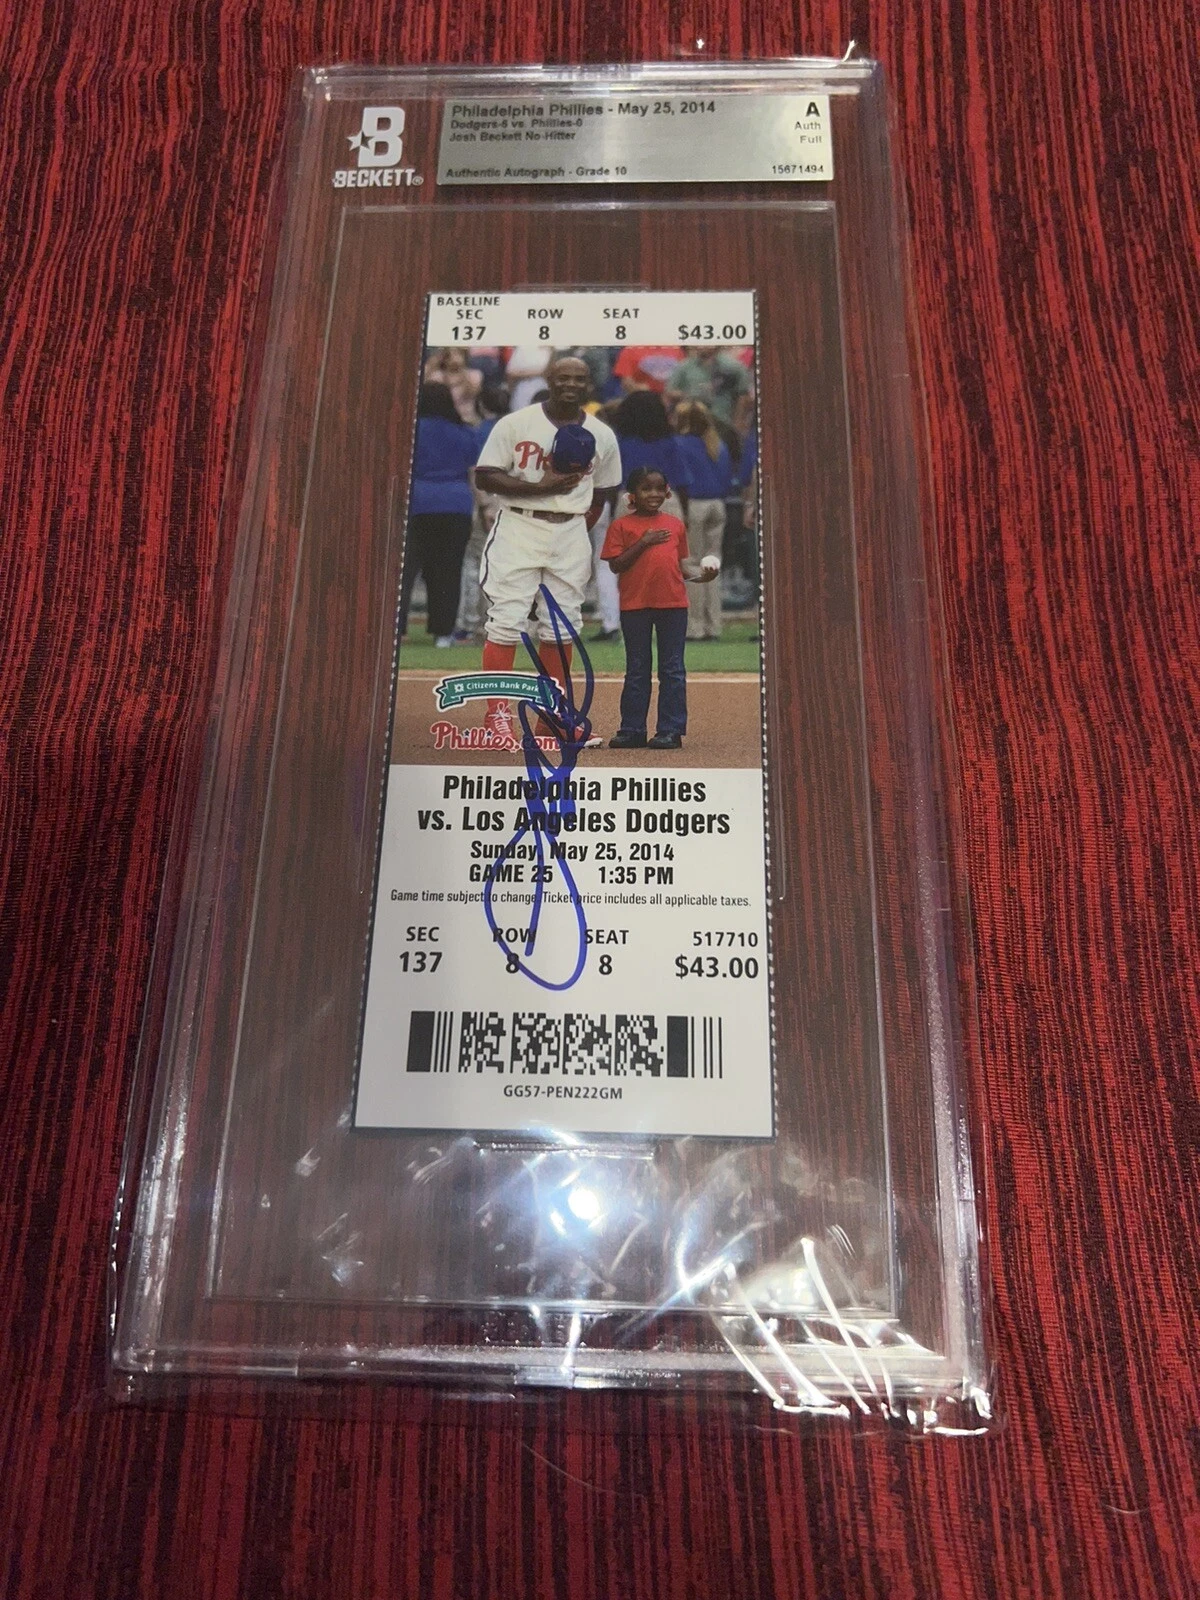 B
BECKETT®
Philadelphia Phillies - May 25, 2014
Dodgers-6 vs. Phillies-0
Josh Beckett No-Hitter
Authentic Autograph - Grade 10
A
Auth
Full
15671494
BASELINE
SEC ROW SEAT
137 8 8 $43.00
Ph
Citizens Bank Park
Phillies.com
Philadelphia Phillies
vs. Los Angeles Dodgers
Sunday, May 25, 2014
GAME 25 1:35 PM
Game time subject to change. Ticket price includes all applicable taxes.
SEC ROW SEAT 517710
137 8 8 $43.00
GG57-PEN222GM